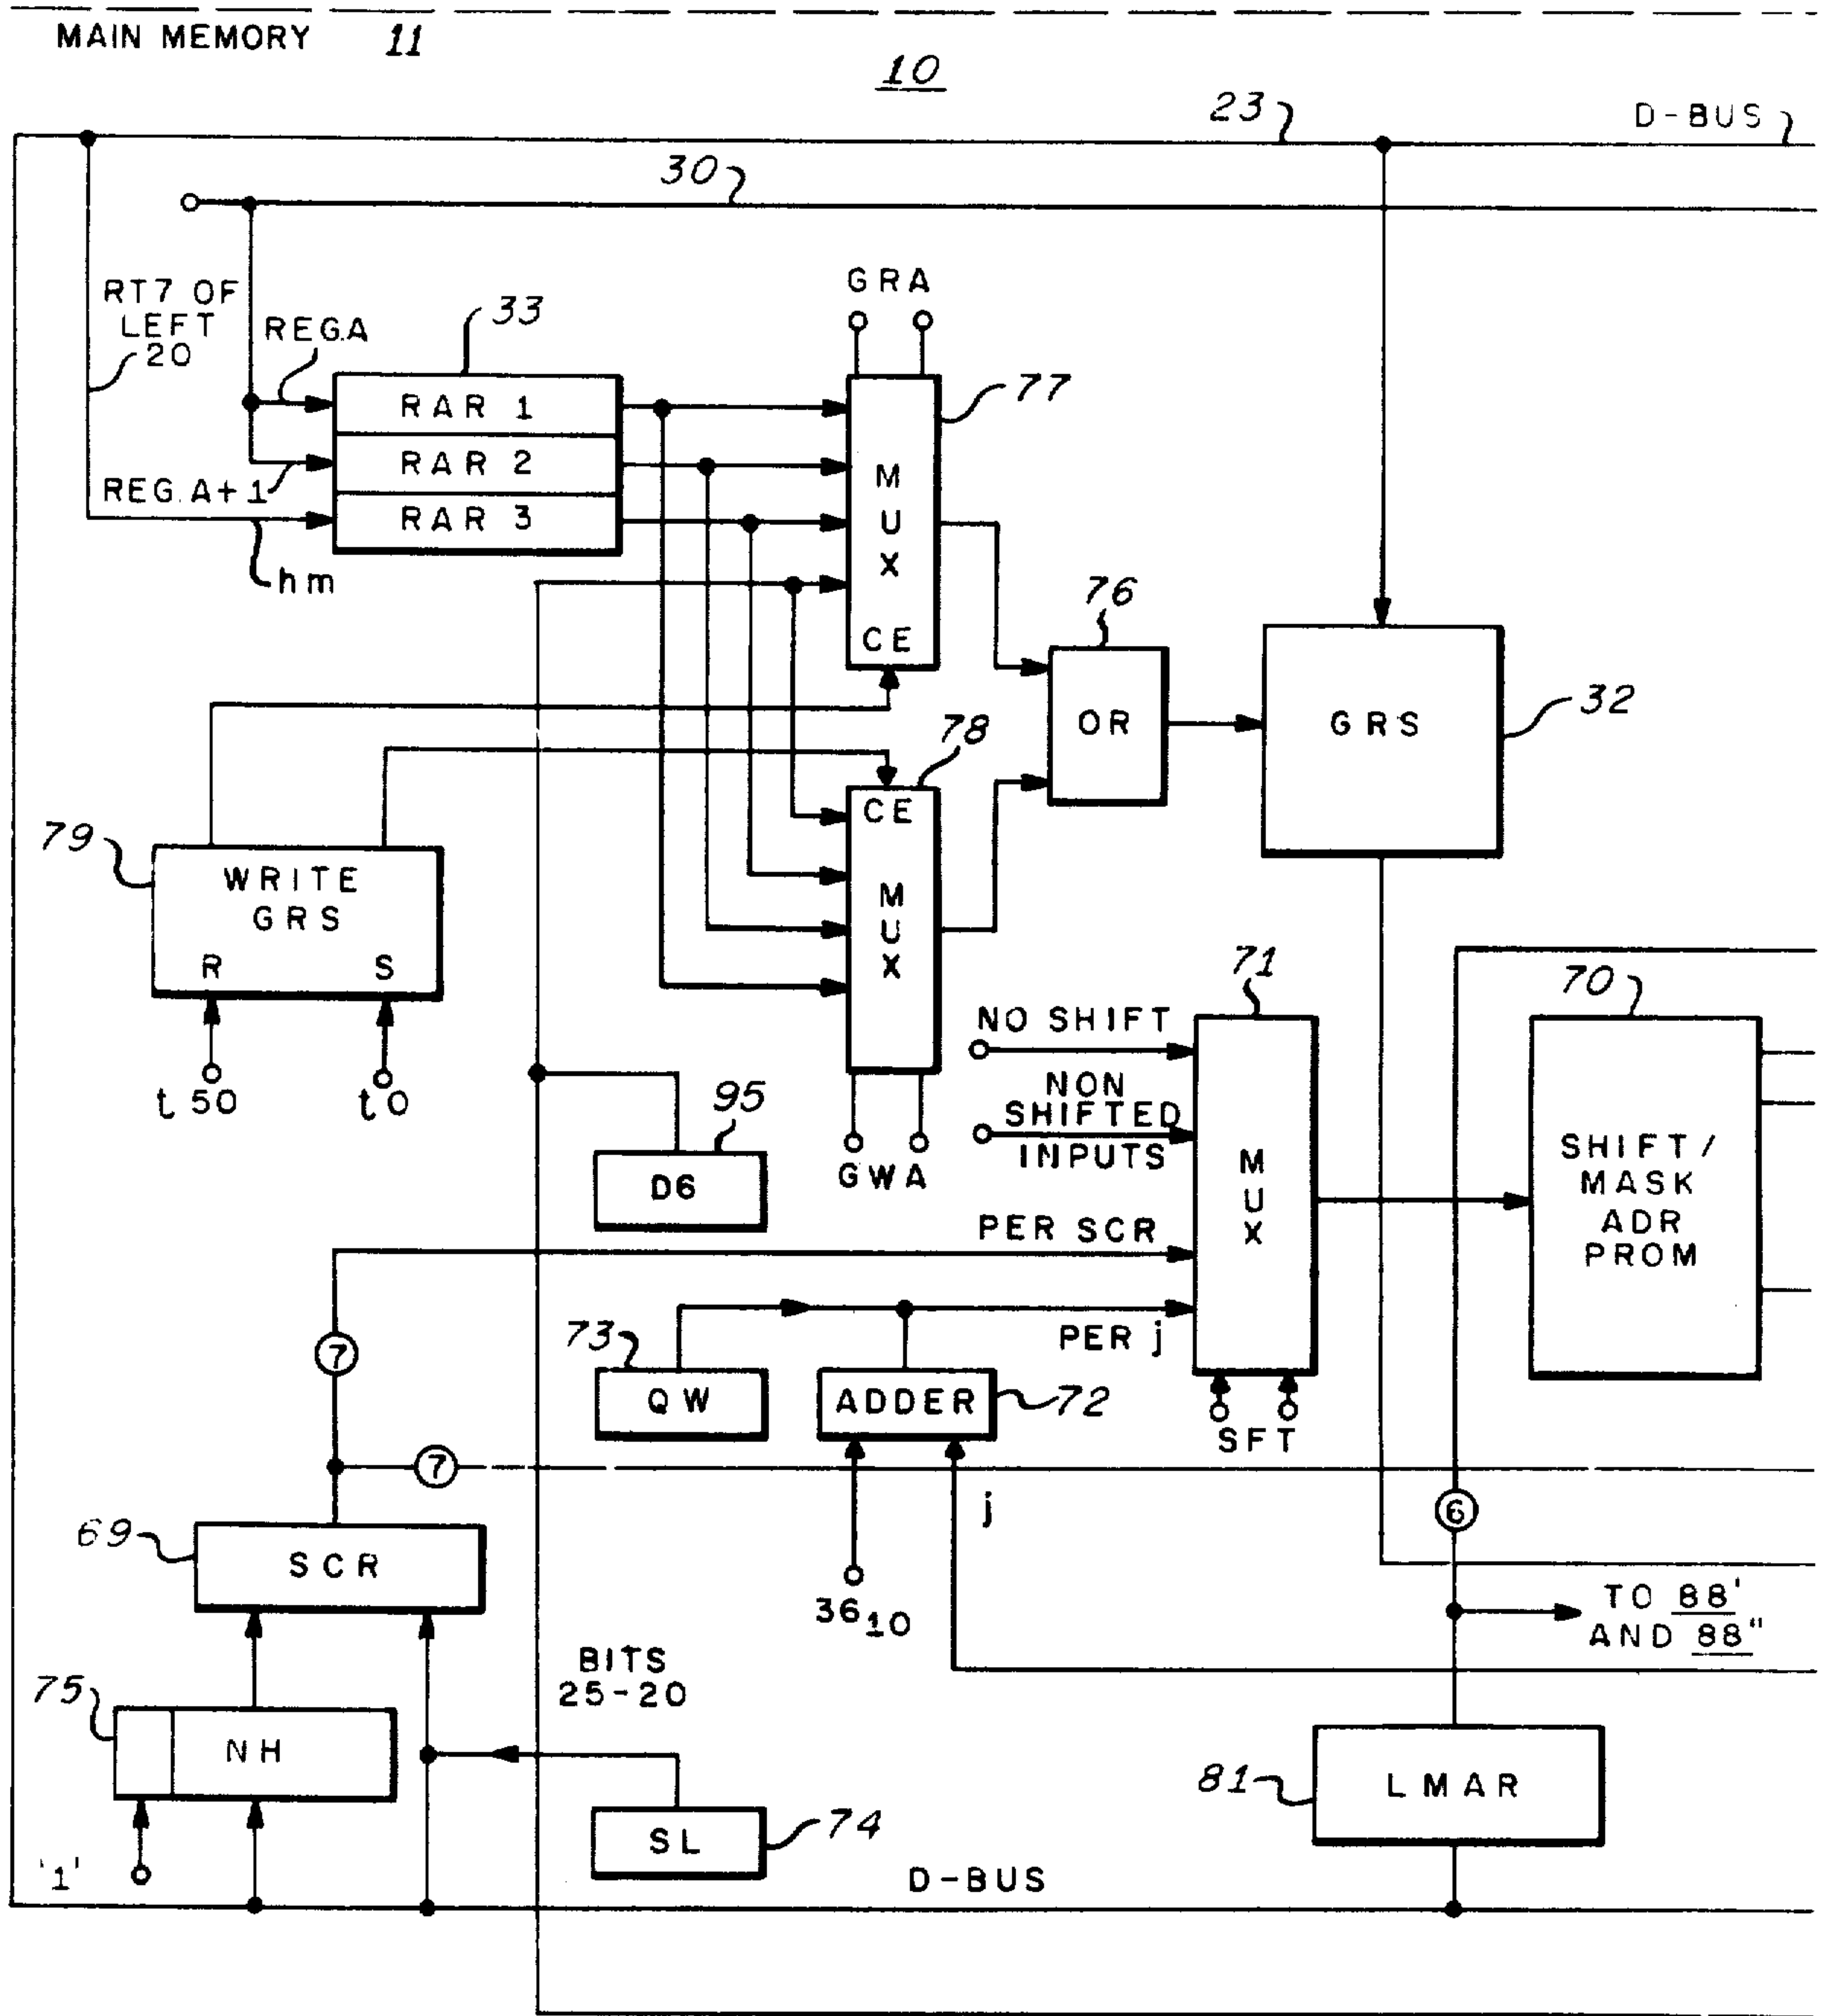 MAIN MEMORY 11
10
23
D-BUS
30
RT7 OF
LEFT
20
REG.A
33
GRA
77
RAR 1
RAR 2
RAR 3
REG. A+1
hm
MUX
CE
76
OR
GRS
32
78
CE
MUX
79
WRITE
GRS
R S
t 50
t 0
GWA
95
D6
71
NO SHIFT
NON
SHIFTED
INPUTS
MUX
70
SHIFT/
MASK
ADR
PROM
PER SCR
PER j
7
73
QW
ADDER
72
SFT
7
j
6
69
SCR
36₁₀
TO 88'
AND 88"
BITS
25-20
75
NH
SL
74
81
LMAR
'1'
D-BUS